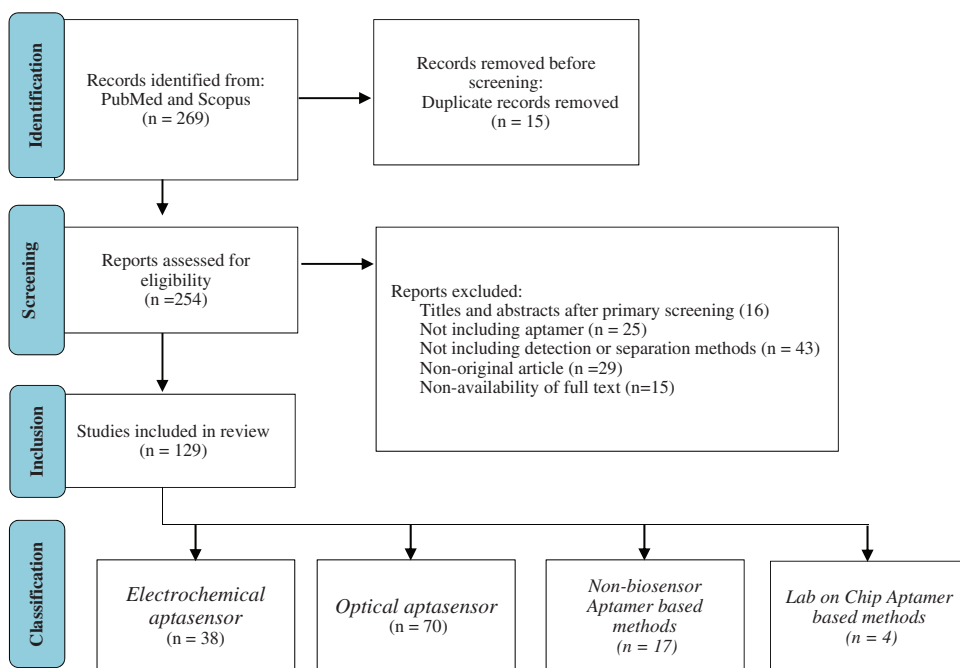 Identification
Records identified from:
PubMed and Scopus
(n = 269)
Records removed before
screening:
Duplicate records removed
(n = 15)
Screening
Reports assessed for
eligibility
(n =254)
Reports excluded:
Titles and abstracts after primary screening (16)
Not including aptamer (n = 25)
Not including detection or separation methods (n = 43)
Non-original article (n =29)
Non-availability of full text (n=15)
Inclusion
Studies included in review
(n = 129)
Classification
Electrochemical
aptasensor
(n = 38)
Optical aptasensor
(n = 70)
Non-biosensor
Aptamer based
methods
(n = 17)
Lab on Chip Aptamer
based methods
(n = 4)